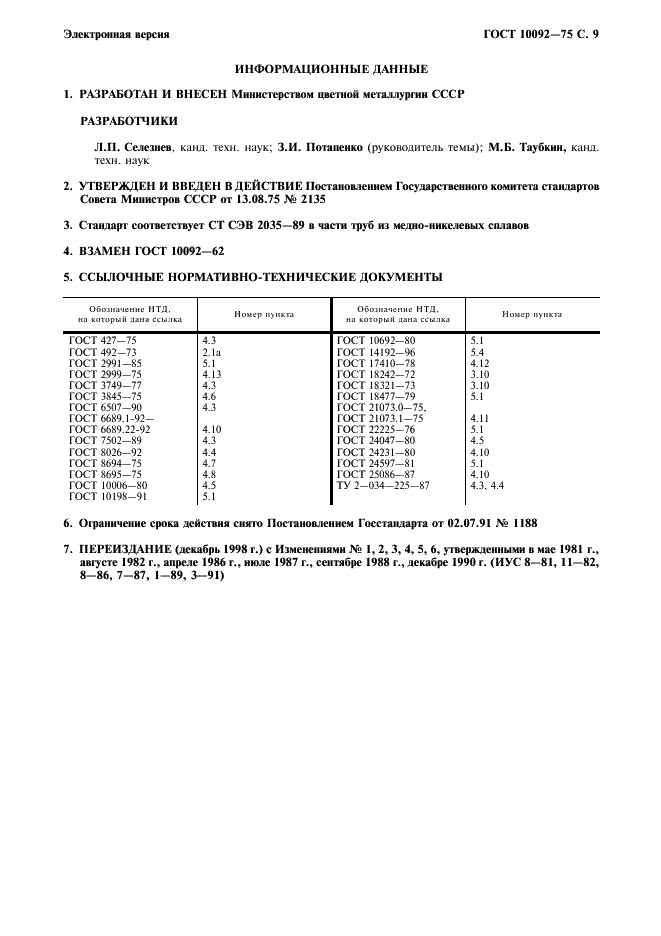 Электронная версия ГОСТ 10092—75 С. 9
ИНФОРМАЦИОННЫЕ ДАННЫЕ
1. РАЗРАБОТАН И ВНЕСЕН Министерством цветной металлургии СССР
РАЗРАБОТЧИКИ
Л.П. Селезнев, канд. техн. наук; З.И. Потапенко (руководитель темы); М.Б. Таубкин, канд.
техн. наук
2. УТВЕРЖДЕН И ВВЕДЕН В ДЕЙСТВИЕ Постановлением Государственного комитета стандартов
Совета Министров СССР от 13.08.75 № 2135
3. Стандарт соответствует СТ СЭВ 2035—89 в части труб из медно-никелевых сплавов
4. ВЗАМЕН ГОСТ 10092—62
5. ССЫЛОЧНЫЕ НОРМАТИВНО-ТЕХНИЧЕСКИЕ ДОКУМЕНТЫ
Обозначение НТД, Обозначение НТД,
на который дана ссылка Номер пункта на который дана ссылка Номер пункта
ГОСТ 427—75 4.3 ГОСТ 10692—80 5.1
ГОСТ 492—73 2.1а ГОСТ 14192—96 5.4
ГОСТ 2991—85 5.1 ГОСТ 17410—78 4.12
ГОСТ 2999—75 4.13 ГОСТ 18242—72 3.10
ГОСТ 3749—77 4.3 ГОСТ 18321—73 3.10
ГОСТ 3845—75 4.6 ГОСТ 18477—79 5.1
ГОСТ 6507—90 4.3 ГОСТ 21073.0—75,
ГОСТ 6689.1-92— ГОСТ 21073.1—75 4.11
ГОСТ 6689.22-92 4.10 ГОСТ 22225—76 5.1
ГОСТ 7502—89 4.3 ГОСТ 24047—80 4.5
ГОСТ 8026—92 4.4 ГОСТ 24231—80 4.10
ГОСТ 8694—75 4.7 ГОСТ 24597—81 5.1
ГОСТ 8695—75 4.8 ГОСТ 25086—87 4.10
ГОСТ 10006—80 4.5 ТУ 2—034—225—87 4.3, 4.4
ГОСТ 10198—91 5.1
6. Ограничение срока действия снято Постановлением Госстандарта от 02.07.91 № 1188
7. ПЕРЕИЗДАНИЕ (декабрь 1998 г.) с Изменениями № 1, 2, 3, 4, 5, 6, утвержденными в мае 1981 г.,
августе 1982 г., апреле 1986 г., июле 1987 г., сентябре 1988 г., декабре 1990 г. (ИУС 8—81, 11—82,
8—86, 7—87, 1—89, 3—91)